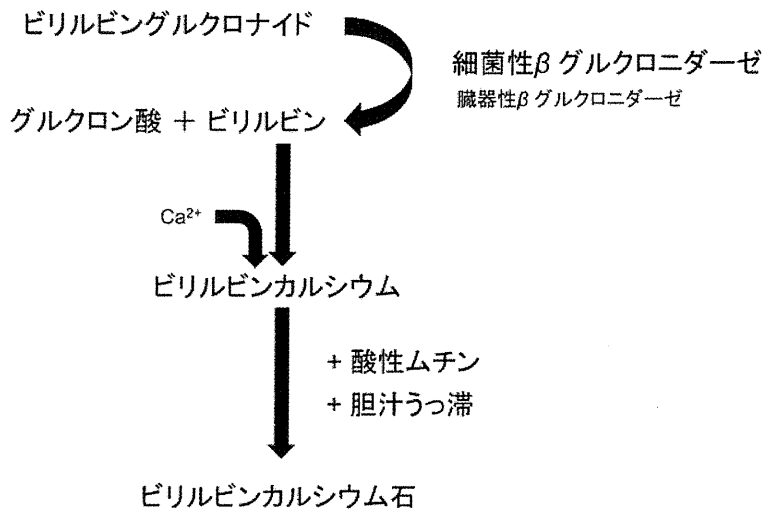 ビリルビングルクロナイド
細菌性β グルクロニダーゼ
臓器性β グルクロニダーゼ
グルクロン酸 + ビリルビン
Ca²⁺
ビリルビンカルシウム
+ 酸性ムチン
+ 胆汁うっ滞
ビリルビンカルシウム石